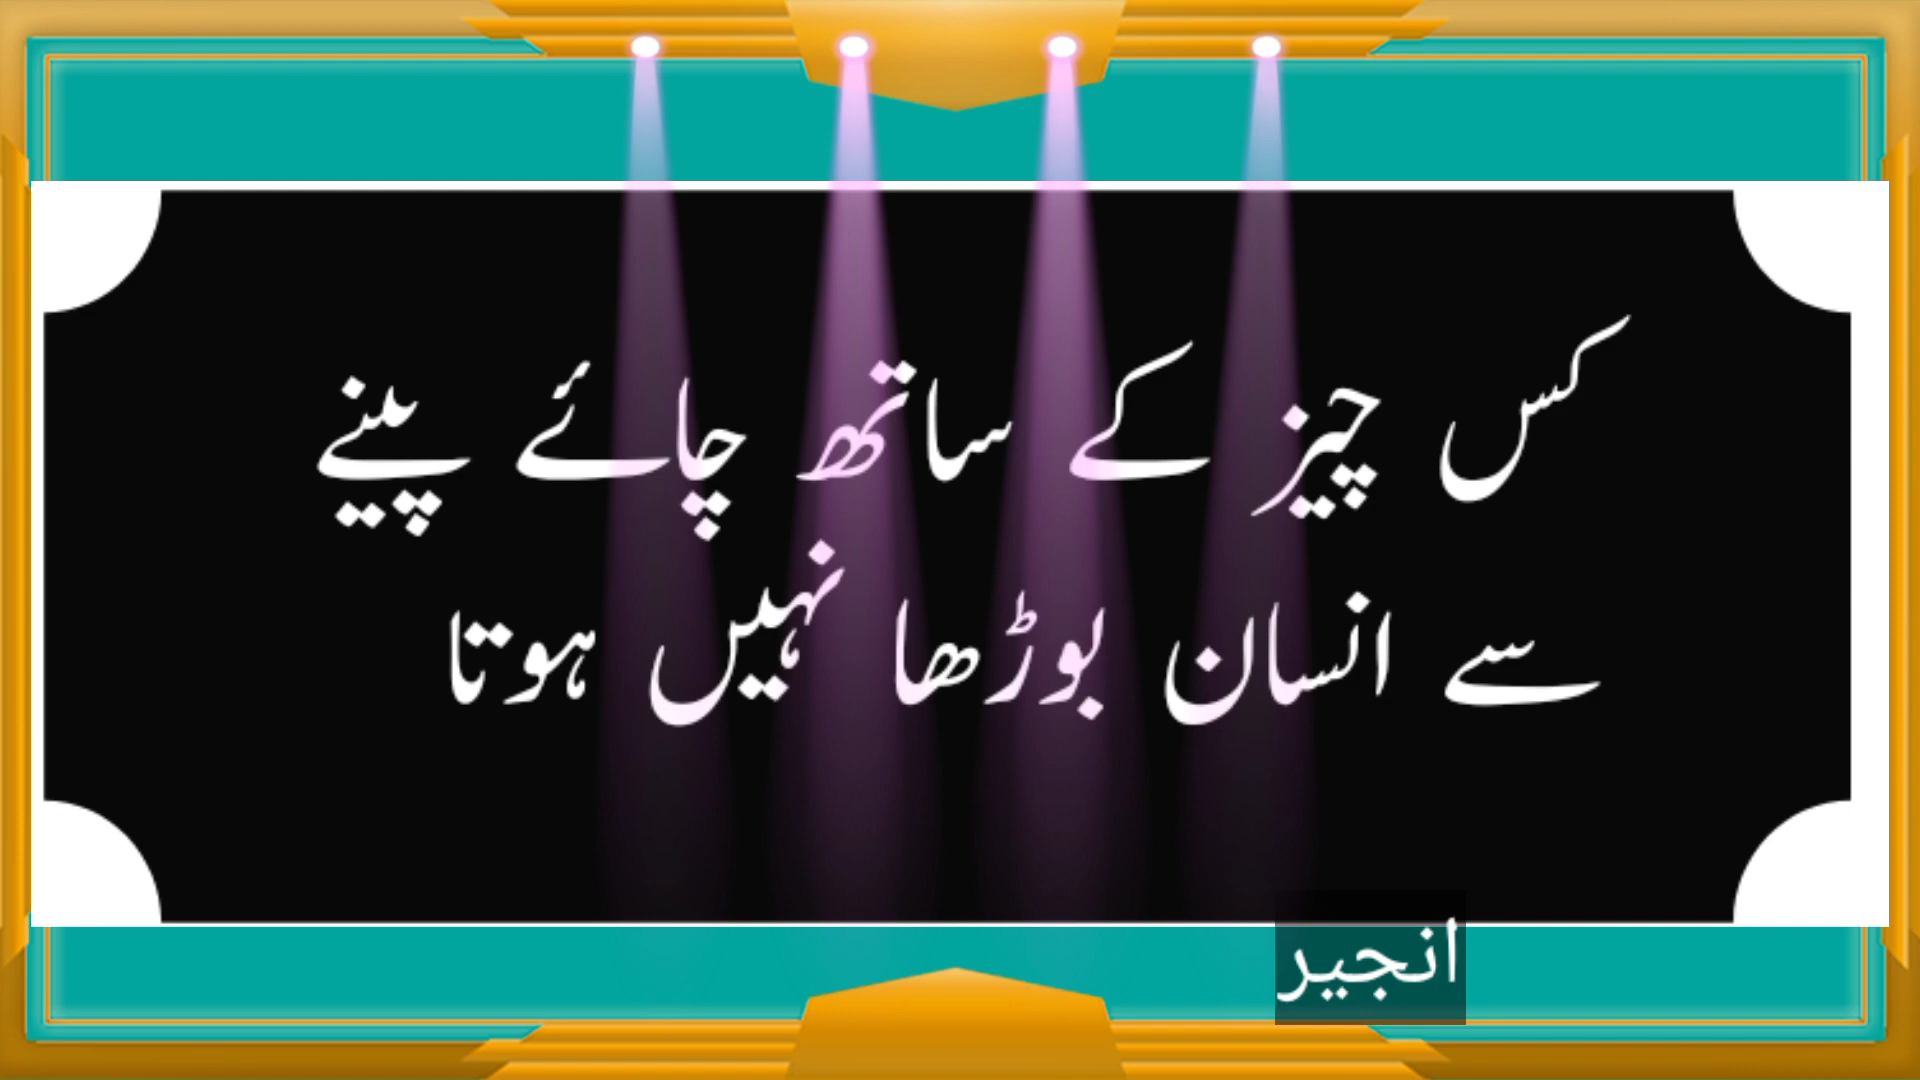 کس چیز کے ساتھ چائے پینے
سے انسان بوڑھا نہیں ہوتا
انجیر